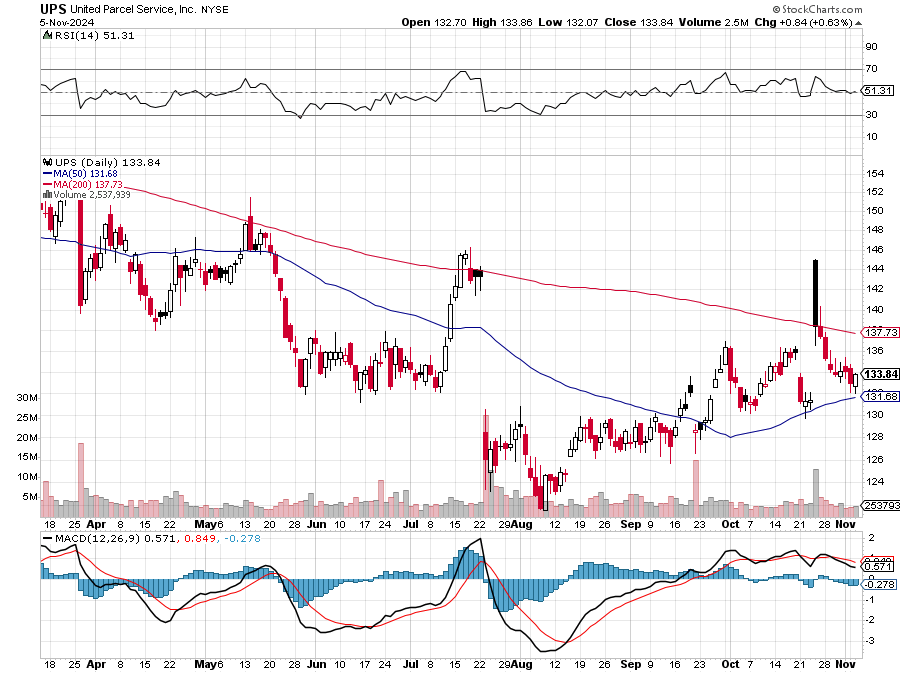 UPS United Parcel Service, Inc. NYSE
© StockCharts.com
5-Nov-2024
Open 132.70 High 133.86 Low 132.07 Close 133.84 Volume 2.5M Chg +0.84 (+0.63%)
RSI(14) 51.31
90
70
51.31
30
10
UPS (Daily) 133.84
MA(50) 131.68
MA(200) 137.73
Volume 2,537,939
154
152
150
148
146
144
142
140
137.73
136
133.84
131.68
130
128
126
124
253793
30M
25M
20M
15M
10M
5M
18 25 Apr 8 15 22 May 6 13 20 28 Jun 10 17 24 Jul 8 15 22 29 Aug 12 19 26 Sep 9 16 23 Oct 7 14 21 28 Nov
MACD(12,26,9) 0.571, 0.849, -0.278
2
0.571
-0.278
-1
-2
-3
18 25 Apr 8 15 22 May 6 13 20 28 Jun 10 17 24 Jul 8 15 22 29 Aug 12 19 26 Sep 9 16 23 Oct 7 14 21 28 Nov